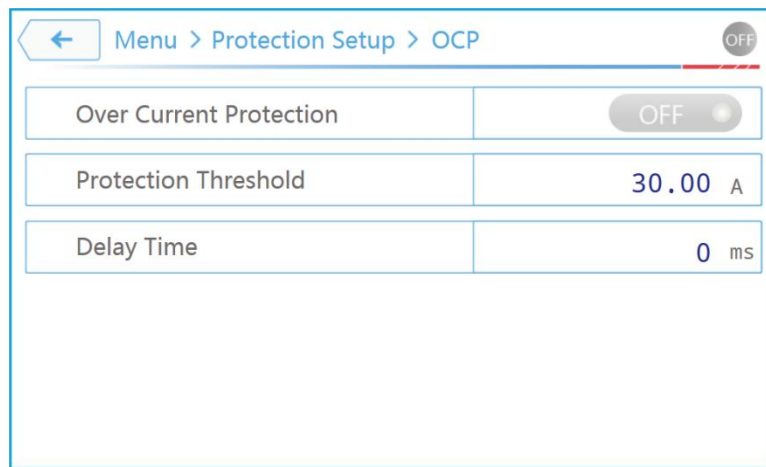 Menu > Protection Setup > OCP OFF
Over Current Protection OFF
Protection Threshold 30.00 A
Delay Time 0 ms